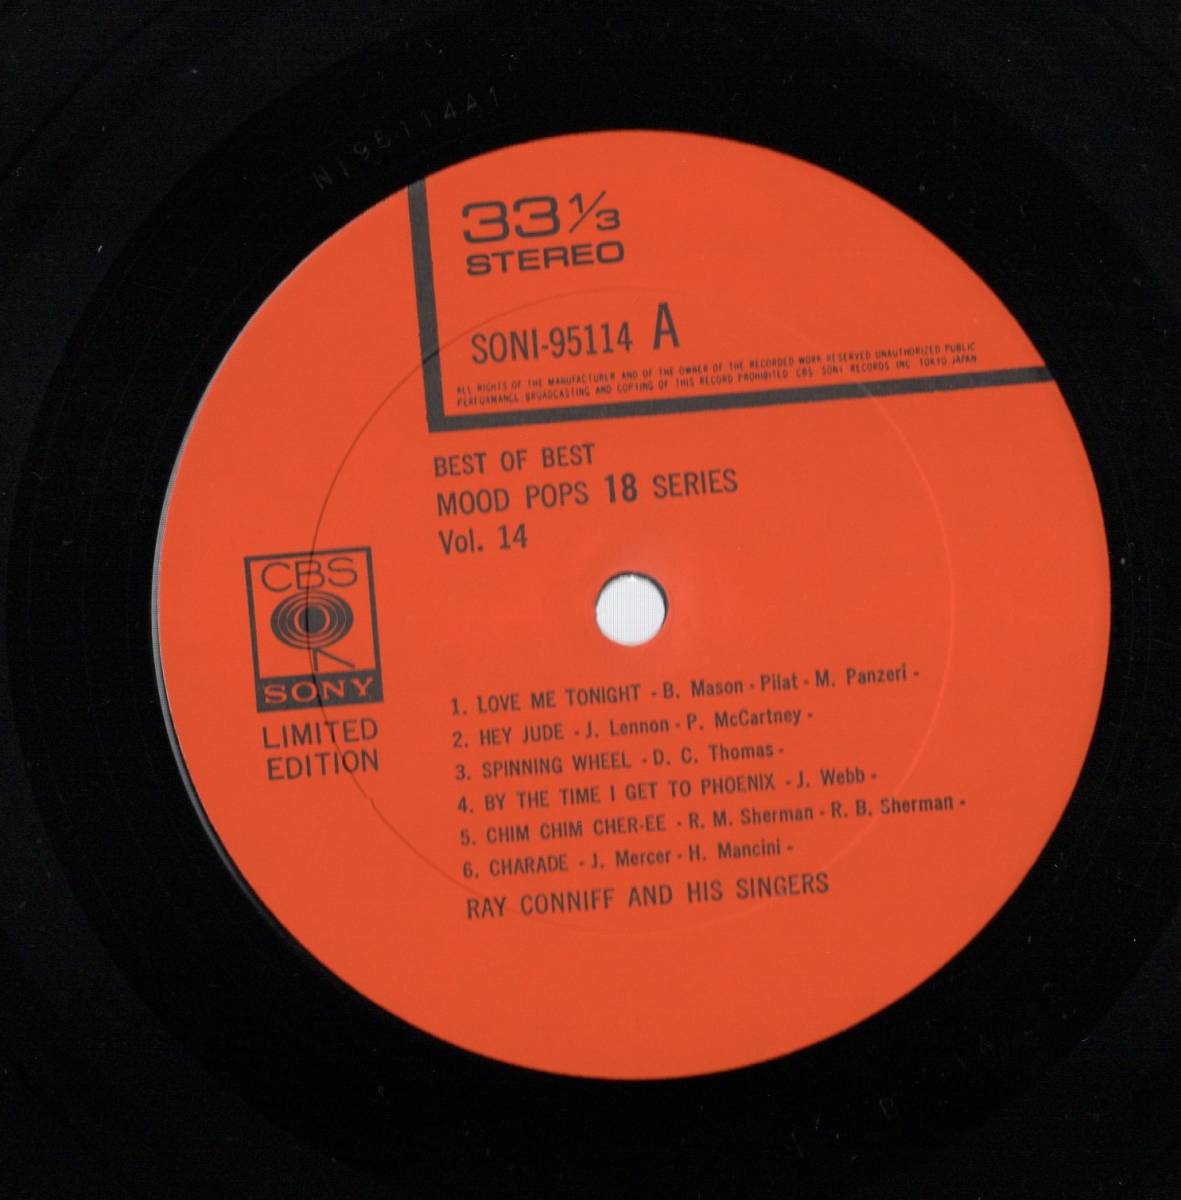 NI95114A1
33 1/3
STEREO
SONI-95114 A
ALL RIGHTS OF THE MANUFACTURER AND OF THE OWNER OF THE RECORDED WORK RESERVED UNAUTHORIZED PUBLIC
PERFORMANCE. BROADCASTING AND COPYING OF THIS RECORD PROHIBITED CBS SONY RECORDS INC TOKYO JAPAN
BEST OF BEST
MOOD POPS 18 SERIES
Vol. 14
CBS
SONY
LIMITED
EDITION
1. LOVE ME TONIGHT - B. Mason - Pilat - M. Panzeri -
2. HEY JUDE - J. Lennon - P. McCartney -
3. SPINNING WHEEL - D. C. Thomas -
4. BY THE TIME I GET TO PHOENIX - J. Webb -
5. CHIM CHIM CHER-EE - R. M. Sherman - R. B. Sherman -
6. CHARADE - J. Mercer - H. Mancini -
RAY CONNIFF AND HIS SINGERS